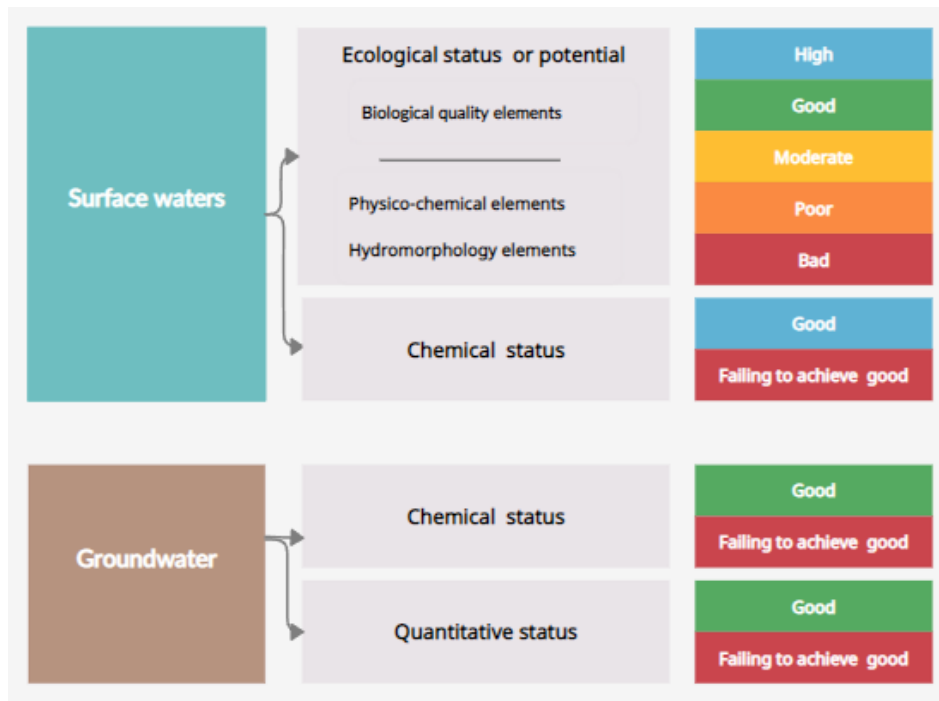 Surface waters
Ecological status or potential
Biological quality elements
Physico-chemical elements
Hydromorphology elements
High
Good
Moderate
Poor
Bad
Chemical status
Good
Failing to achieve good
Groundwater
Chemical status
Good
Failing to achieve good
Quantitative status
Good
Failing to achieve good